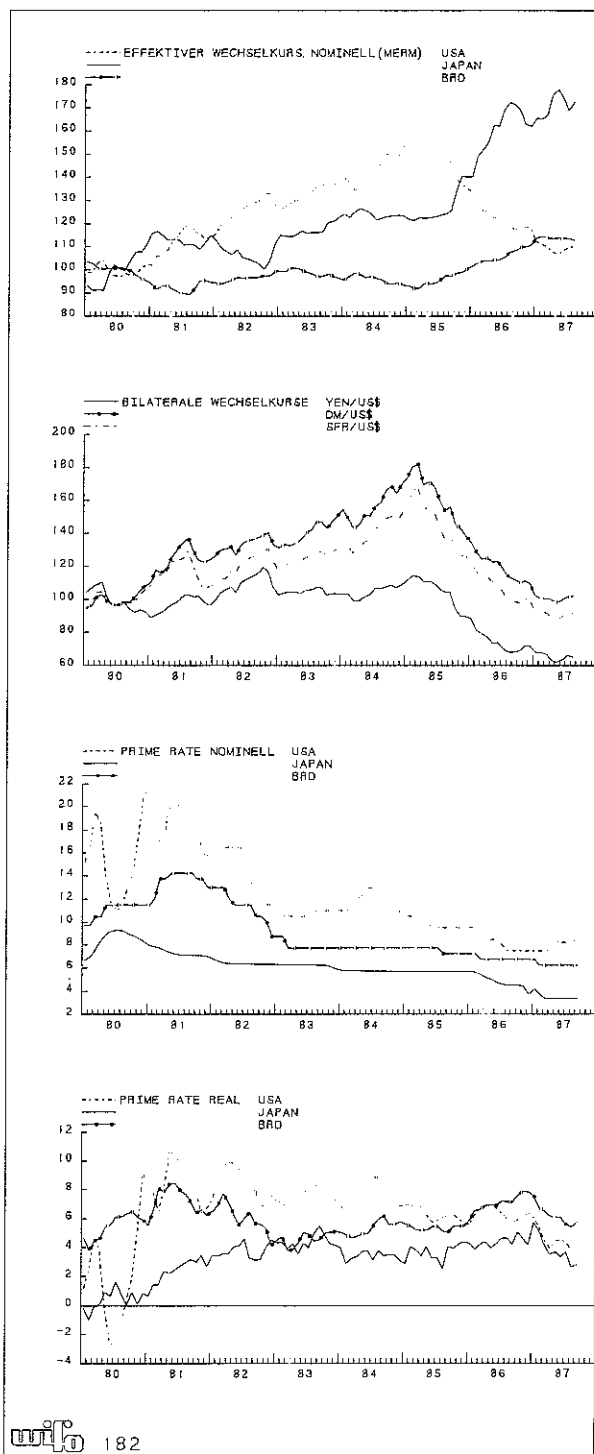 EFFEKTIVER WECHSELKURS, NOMINELL (MERM) USA
JAPAN
BRD
180
170
160
150
140
130
120
110
100
90
80
80 81 82 83 84 85 86 87
BILATERALE WECHSELKURSE YEN/US$
DM/US$
SFR/US$
200
180
160
140
120
100
80
60
80 81 82 83 84 85 86 87
PRIME RATE NOMINELL USA
JAPAN
BRD
22
20
18
16
14
12
10
8
6
4
2
80 81 82 83 84 85 86 87
PRIME RATE REAL USA
JAPAN
BRD
12
10
8
6
4
2
0
-2
-4
80 81 82 83 84 85 86 87
wifo 182